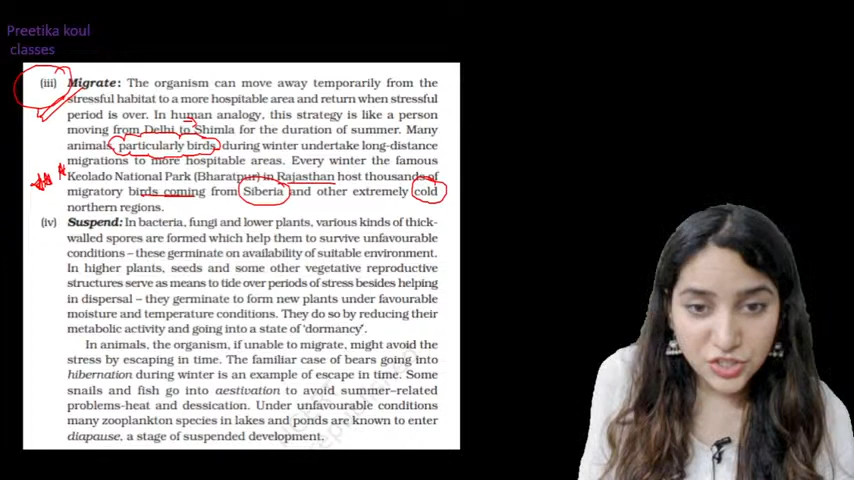 Preetika koul
classes
(iii) Migrate: The organism can move away temporarily from the
stressful habitat to a more hospitable area and return when stressful
period is over. In human analogy, this strategy is like a person
moving from Delhi to Shimla for the duration of summer. Many
animals, particularly birds, during winter undertake long-distance
migrations to more hospitable areas. Every winter the famous
Keolado National Park (Bharatpur) in Rajasthan host thousands of
migratory birds coming from Siberia and other extremely cold
northern regions.
(iv) Suspend: In bacteria, fungi and lower plants, various kinds of thick-
walled spores are formed which help them to survive unfavourable
conditions – these germinate on availability of suitable environment.
In higher plants, seeds and some other vegetative reproductive
structures serve as means to tide over periods of stress besides helping
in dispersal – they germinate to form new plants under favourable
moisture and temperature conditions. They do so by reducing their
metabolic activity and going into a state of 'dormancy'.
In animals, the organism, if unable to migrate, might avoid the
stress by escaping in time. The familiar case of bears going into
hibernation during winter is an example of escape in time. Some
snails and fish go into aestivation to avoid summer–related
problems-heat and dessication. Under unfavourable conditions
many zooplankton species in lakes and ponds are known to enter
diapause, a stage of suspended development.